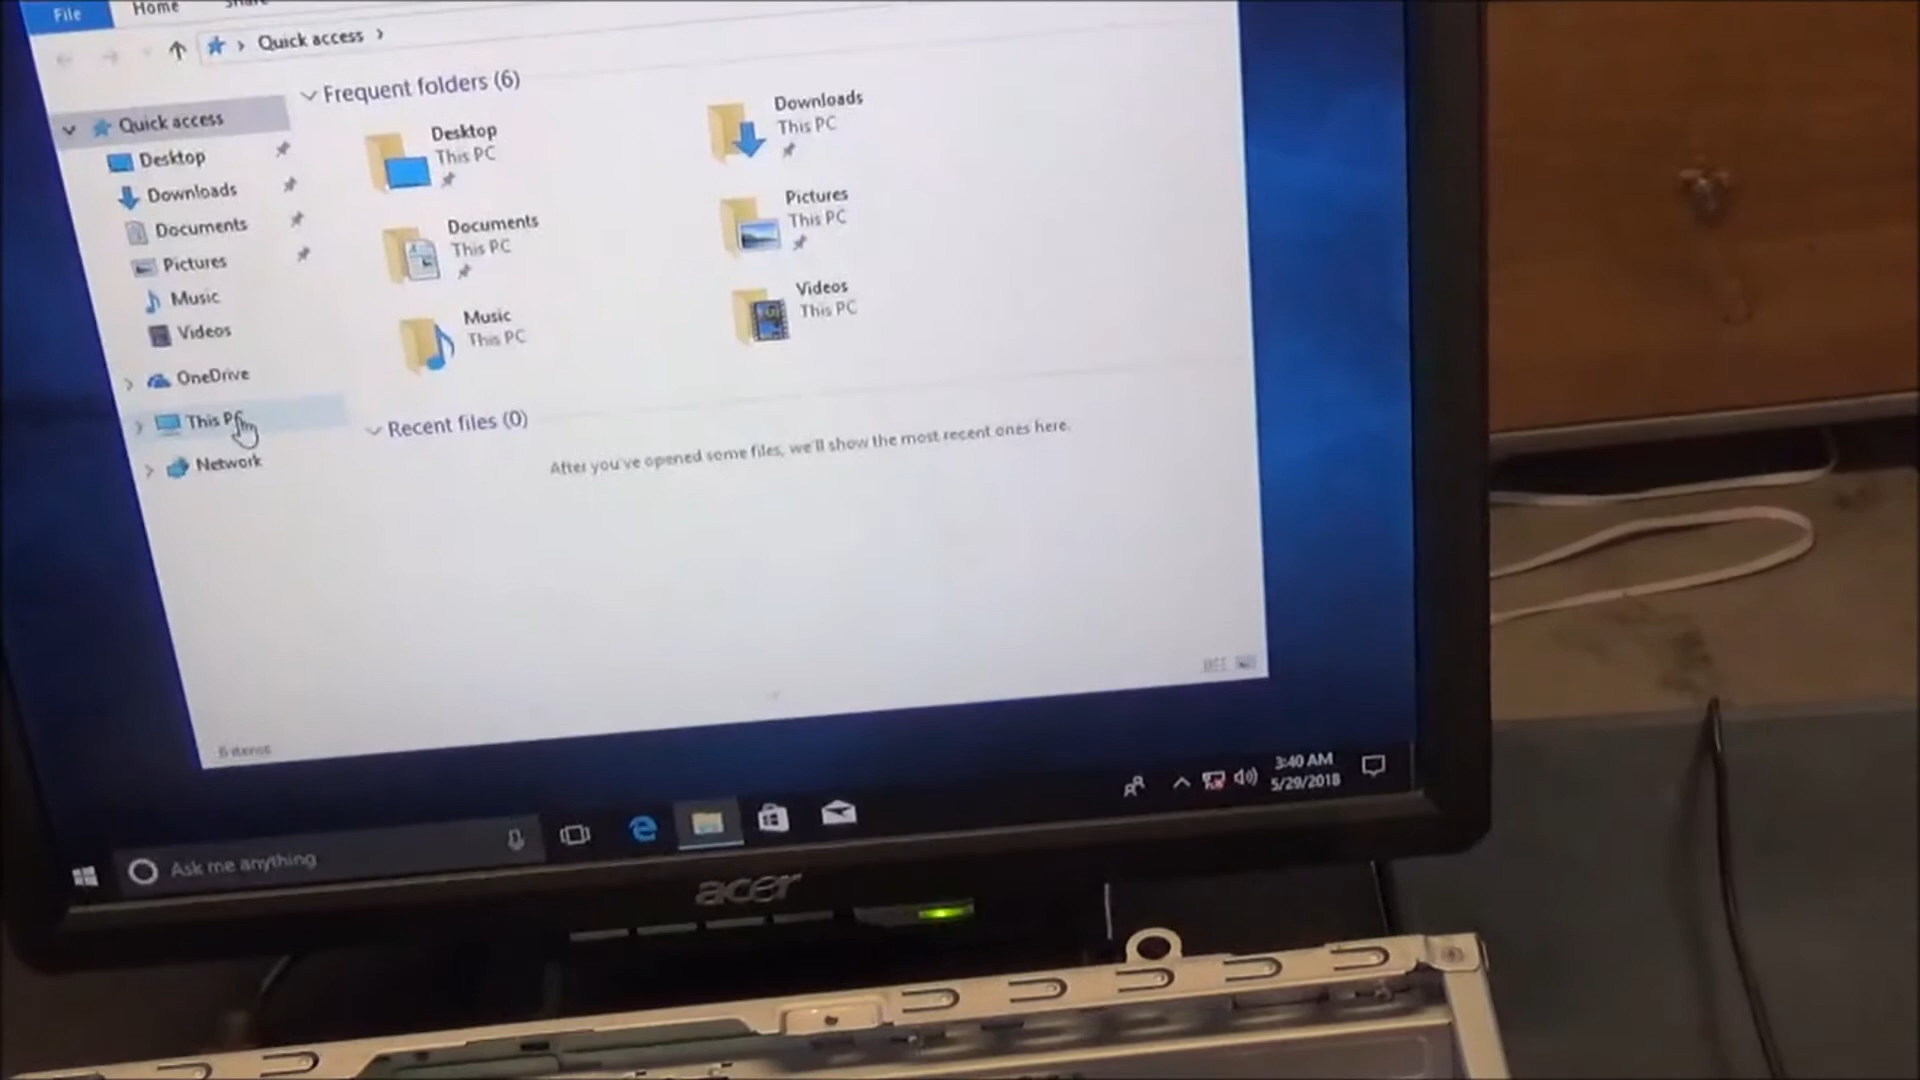 File
Home
Quick access
Frequent folders (6)
Quick access
Desktop
Downloads
Documents
Pictures
Music
Videos
OneDrive
This PC
Network
Desktop
This PC
Downloads
This PC
Documents
This PC
Pictures
This PC
Music
This PC
Videos
This PC
Recent files (0)
After you've opened some files, we'll show the most recent ones here.
6 items
Ask me anything
3:40 AM
5/29/2018
acer